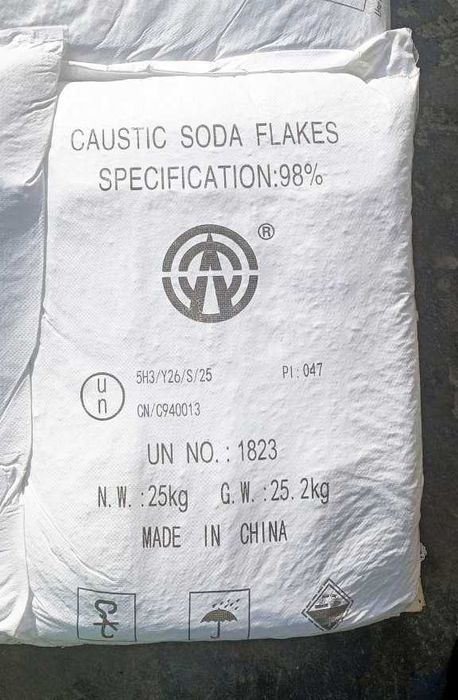 CAUSTIC SODA FLAKES
SPECIFICATION:98%
®
un
5H3/Y26/S/25 PI:047
CN/C940013
UN NO.: 1823
N.W.:25kg G.W.:25.2kg
MADE IN CHINA